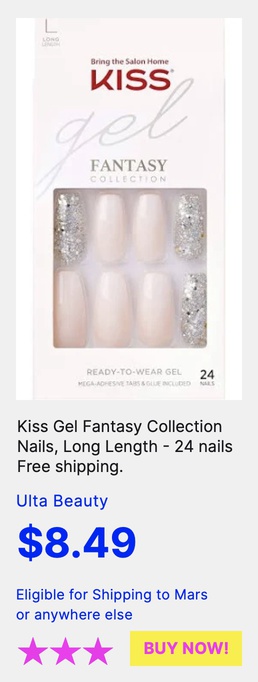 L
LONG
LENGTH
Bring the Salon Home
KISS®
gel
FANTASY
COLLECTION
READY-TO-WEAR GEL
MEGA-ADHESIVE TABS & GLUE INCLUDED
24
NAILS
Kiss Gel Fantasy Collection
Nails, Long Length - 24 nails
Free shipping.
Ulta Beauty
$8.49
Eligible for Shipping to Mars
or anywhere else
BUY NOW!